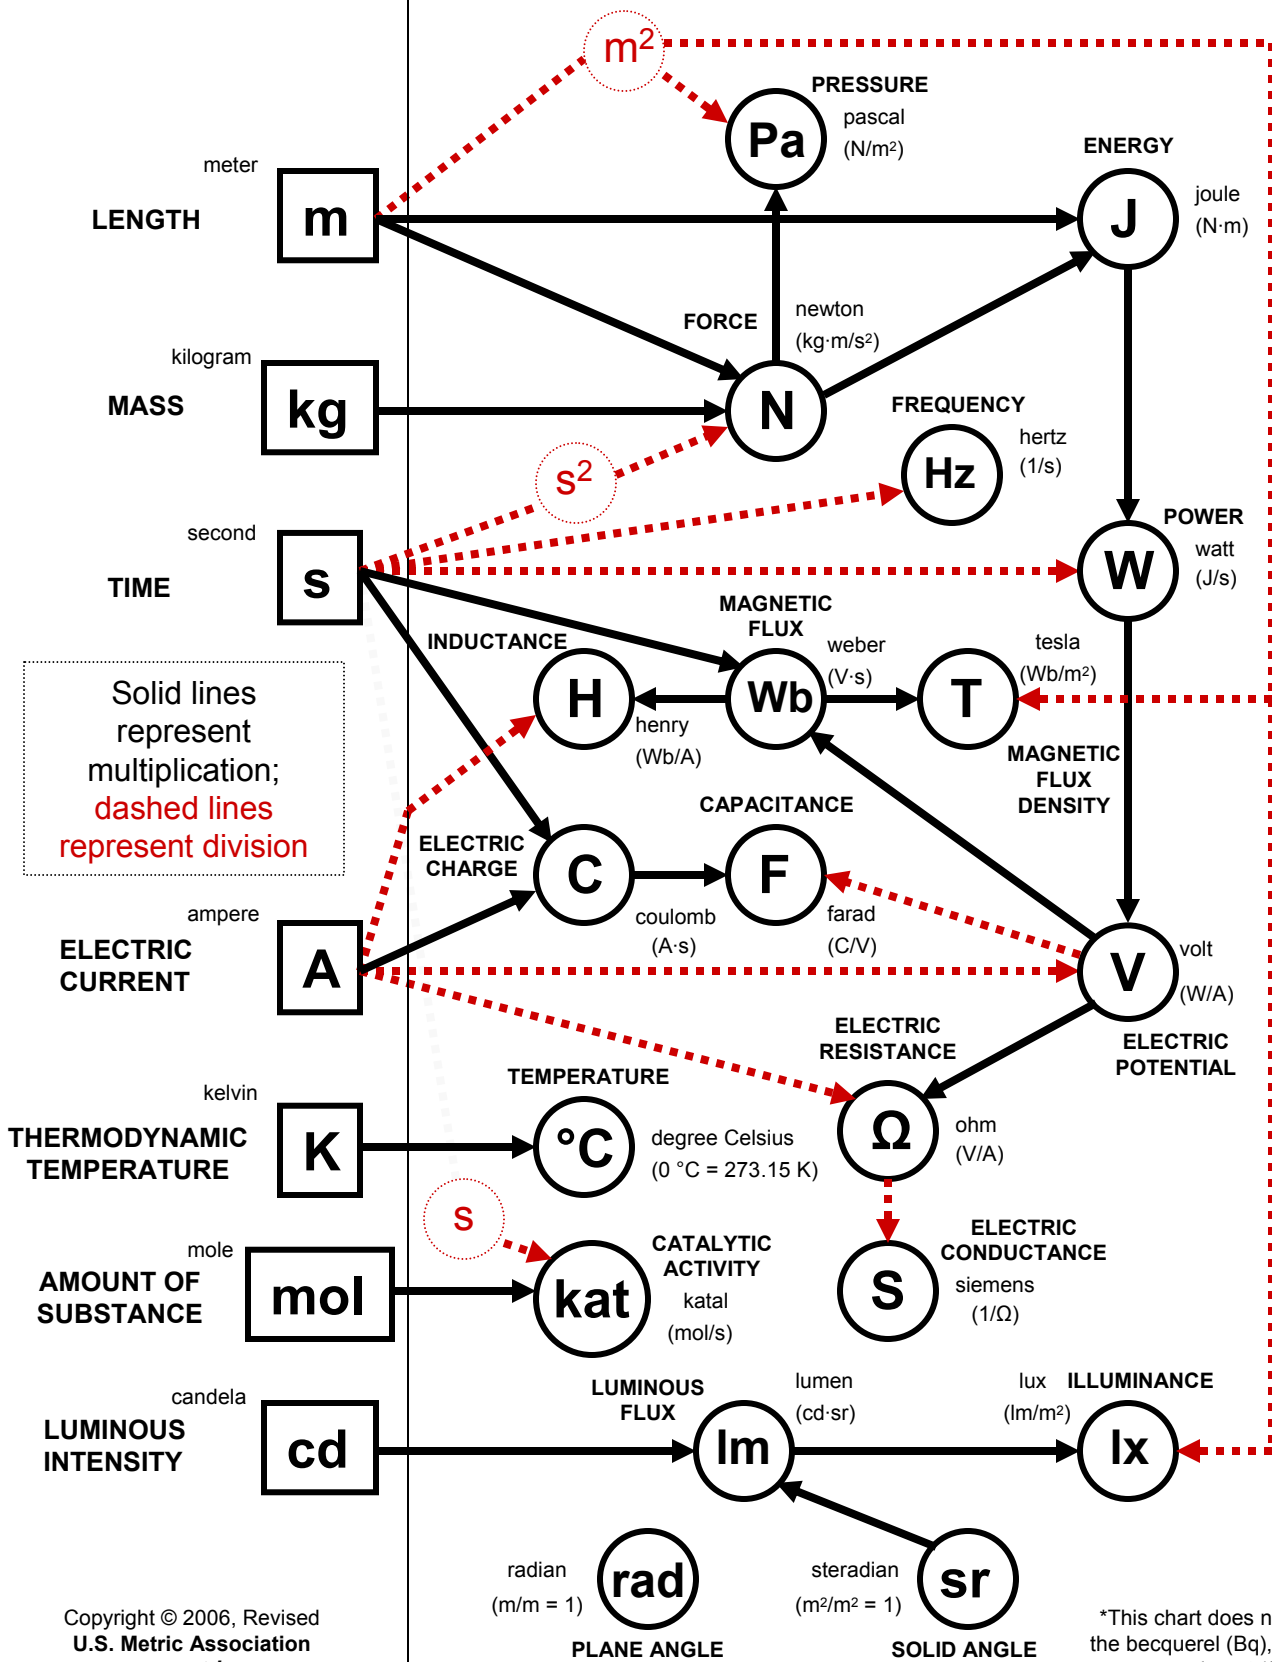 m²
PRESSURE
pascal
(N/m²)
Pa
ENERGY
joule
(N·m)
J
meter
LENGTH
m
FORCE
newton
(kg·m/s²)
N
kilogram
MASS
kg
FREQUENCY
hertz
(1/s)
Hz
s²
second
TIME
s
POWER
watt
(J/s)
W
MAGNETIC
FLUX
weber
(V·s)
Wb
INDUCTANCE
H
henry
(Wb/A)
tesla
(Wb/m²)
T
MAGNETIC
FLUX
DENSITY
Solid lines
represent
multiplication;
dashed lines
represent division
CAPACITANCE
F
farad
(C/V)
ELECTRIC
CHARGE
C
coulomb
(A·s)
ampere
ELECTRIC
CURRENT
A
volt
(W/A)
V
ELECTRIC
POTENTIAL
ELECTRIC
RESISTANCE
Ω
ohm
(V/A)
kelvin
THERMODYNAMIC
TEMPERATURE
K
TEMPERATURE
°C
degree Celsius
(0 °C = 273.15 K)
s
mole
AMOUNT OF
SUBSTANCE
mol
kat
CATALYTIC
ACTIVITY
katal
(mol/s)
ELECTRIC
CONDUCTANCE
siemens
(1/Ω)
S
candela
LUMINOUS
INTENSITY
cd
LUMINOUS
FLUX
lumen
(cd·sr)
lm
lux
(lm/m²)
ILLUMINANCE
lx
radian
(m/m = 1)
rad
PLANE ANGLE
steradian
(m²/m² = 1)
sr
SOLID ANGLE
Copyright © 2006, Revised
U.S. Metric Association
*This chart does n
the becquerel (Bq),